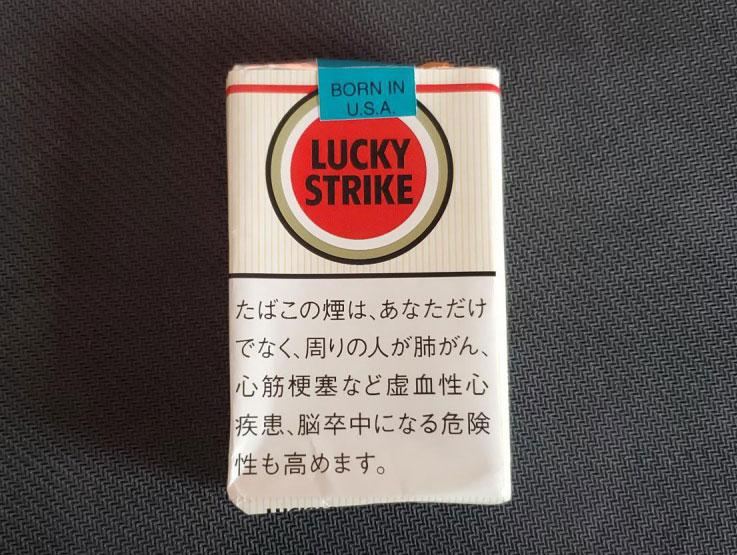 BORN IN
U.S.A.
LUCKY
STRIKE
たばこの煙は、あなただけ
でなく、周りの人が肺がん、
心筋梗塞など虚血性心
疾患、脳卒中になる危険
性も高めます。